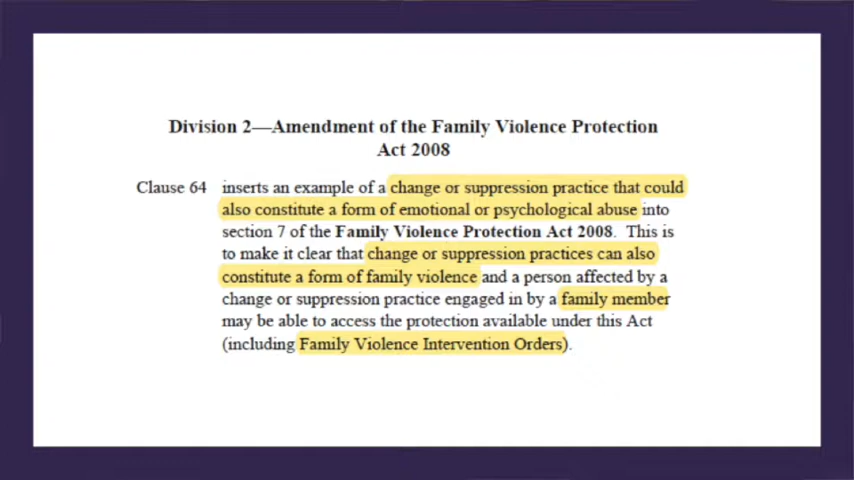 Division 2—Amendment of the Family Violence Protection
Act 2008
Clause 64 inserts an example of a change or suppression practice that could
also constitute a form of emotional or psychological abuse into
section 7 of the Family Violence Protection Act 2008. This is
to make it clear that change or suppression practices can also
constitute a form of family violence and a person affected by a
change or suppression practice engaged in by a family member
may be able to access the protection available under this Act
(including Family Violence Intervention Orders).